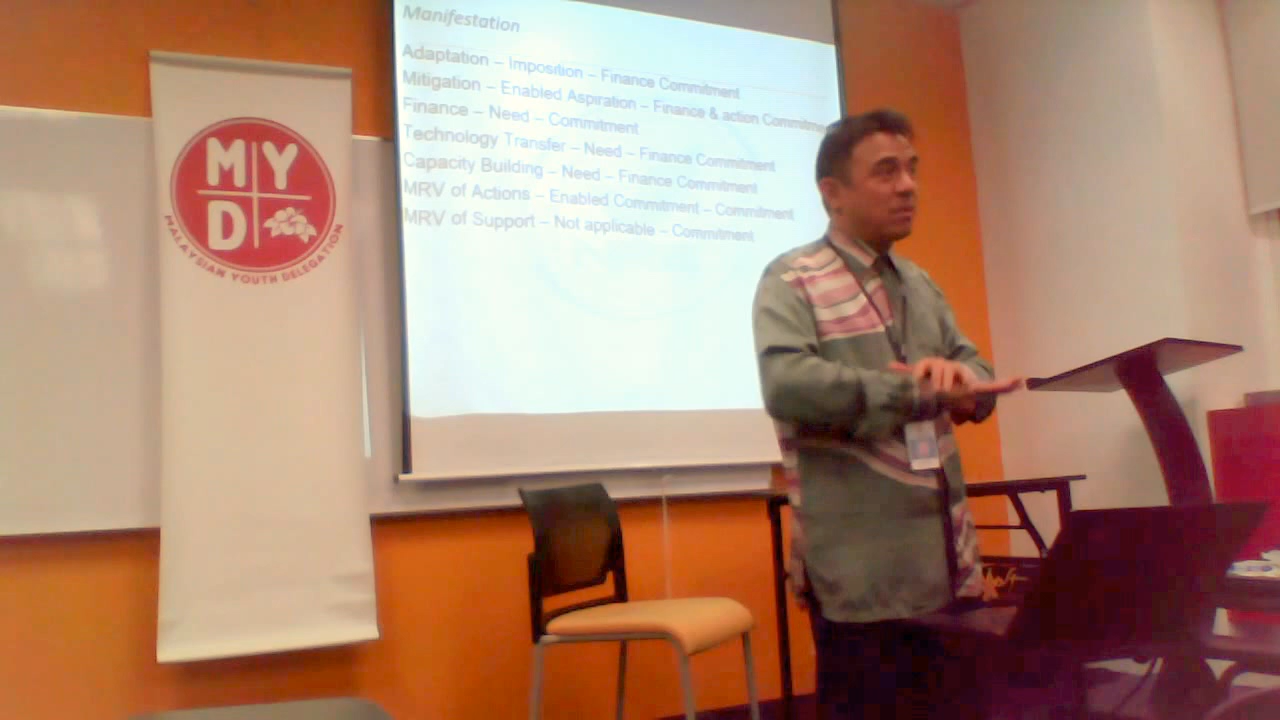 M Y
D
MALAYSIAN YOUTH DELEGATION
Manifestation
Adaptation – Imposition – Finance Commitment
Mitigation – Enabled Aspiration – Finance & action
Finance – Need – Commitment
Technology Transfer – Need – Finance Commitment
Capacity Building – Need – Finance Commitment
MRV of Actions – Enabled Commitment – Commitment
MRV of Support – Not applicable – Commitment